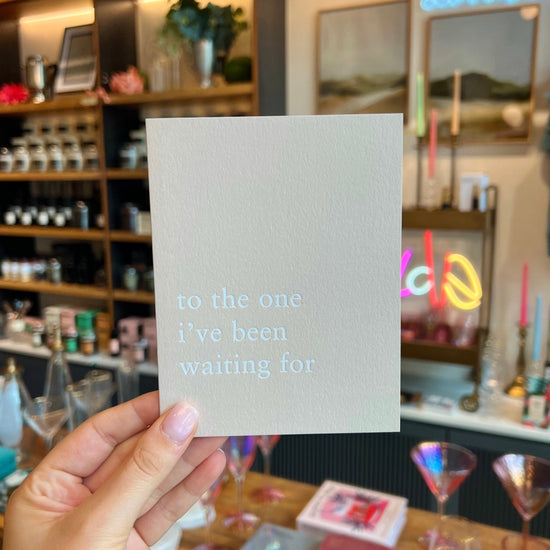 to the one
i've been
waiting for